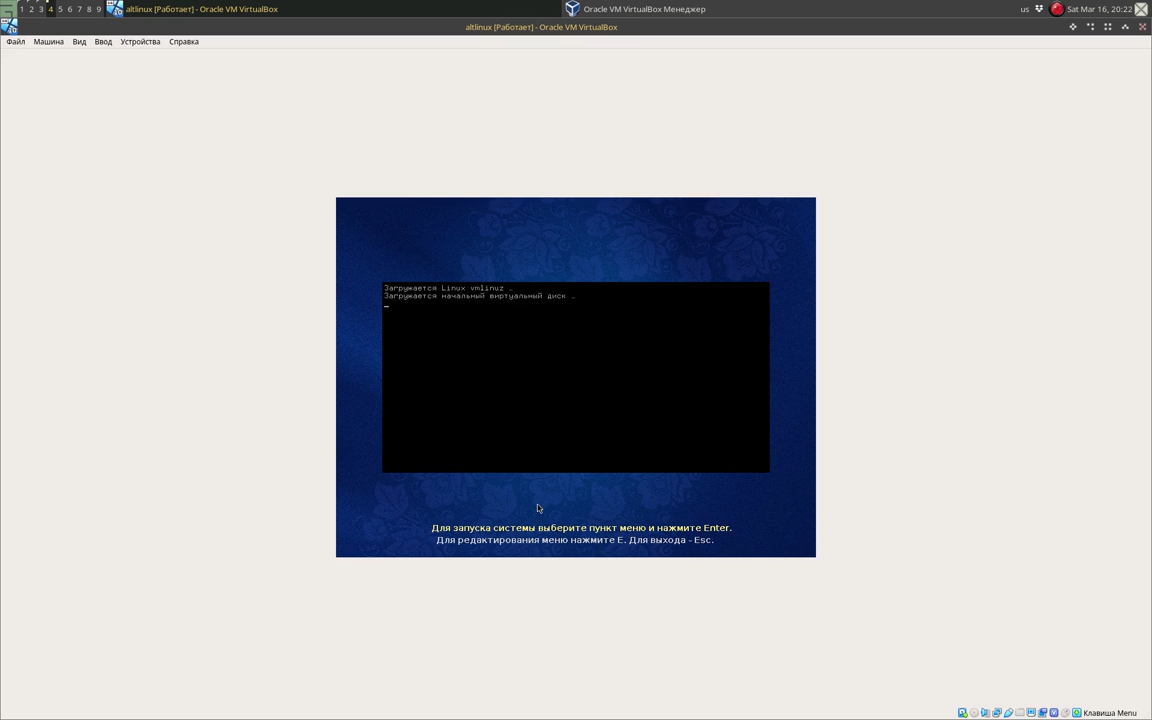 1 2 3 4 5 6 7 8 9 altlinux [Работает] - Oracle VM VirtualBox Oracle VM VirtualBox Менеджер us Sat Mar 16, 20:22
altlinux [Работает] - Oracle VM VirtualBox
Файл Машина Вид Ввод Устройства Справка
Загружается Linux vmlinuz …
Загружается начальный виртуальный диск …
Для запуска системы выберите пункт меню и нажмите Enter.
Для редактирования меню нажмите E. Для выхода - Esc.
Клавиша Menu